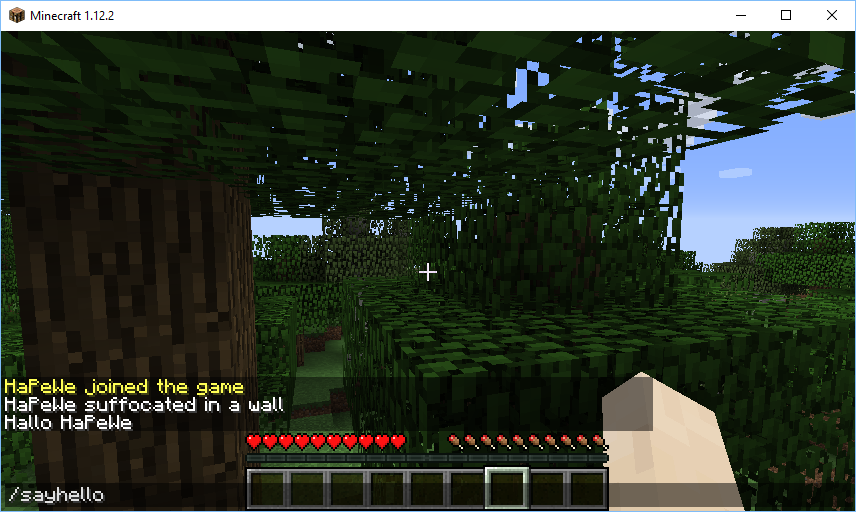 Minecraft 1.12.2
HaPeWe joined the game
HaPeWe suffocated in a wall
Hallo HaPeWe
/sayhello